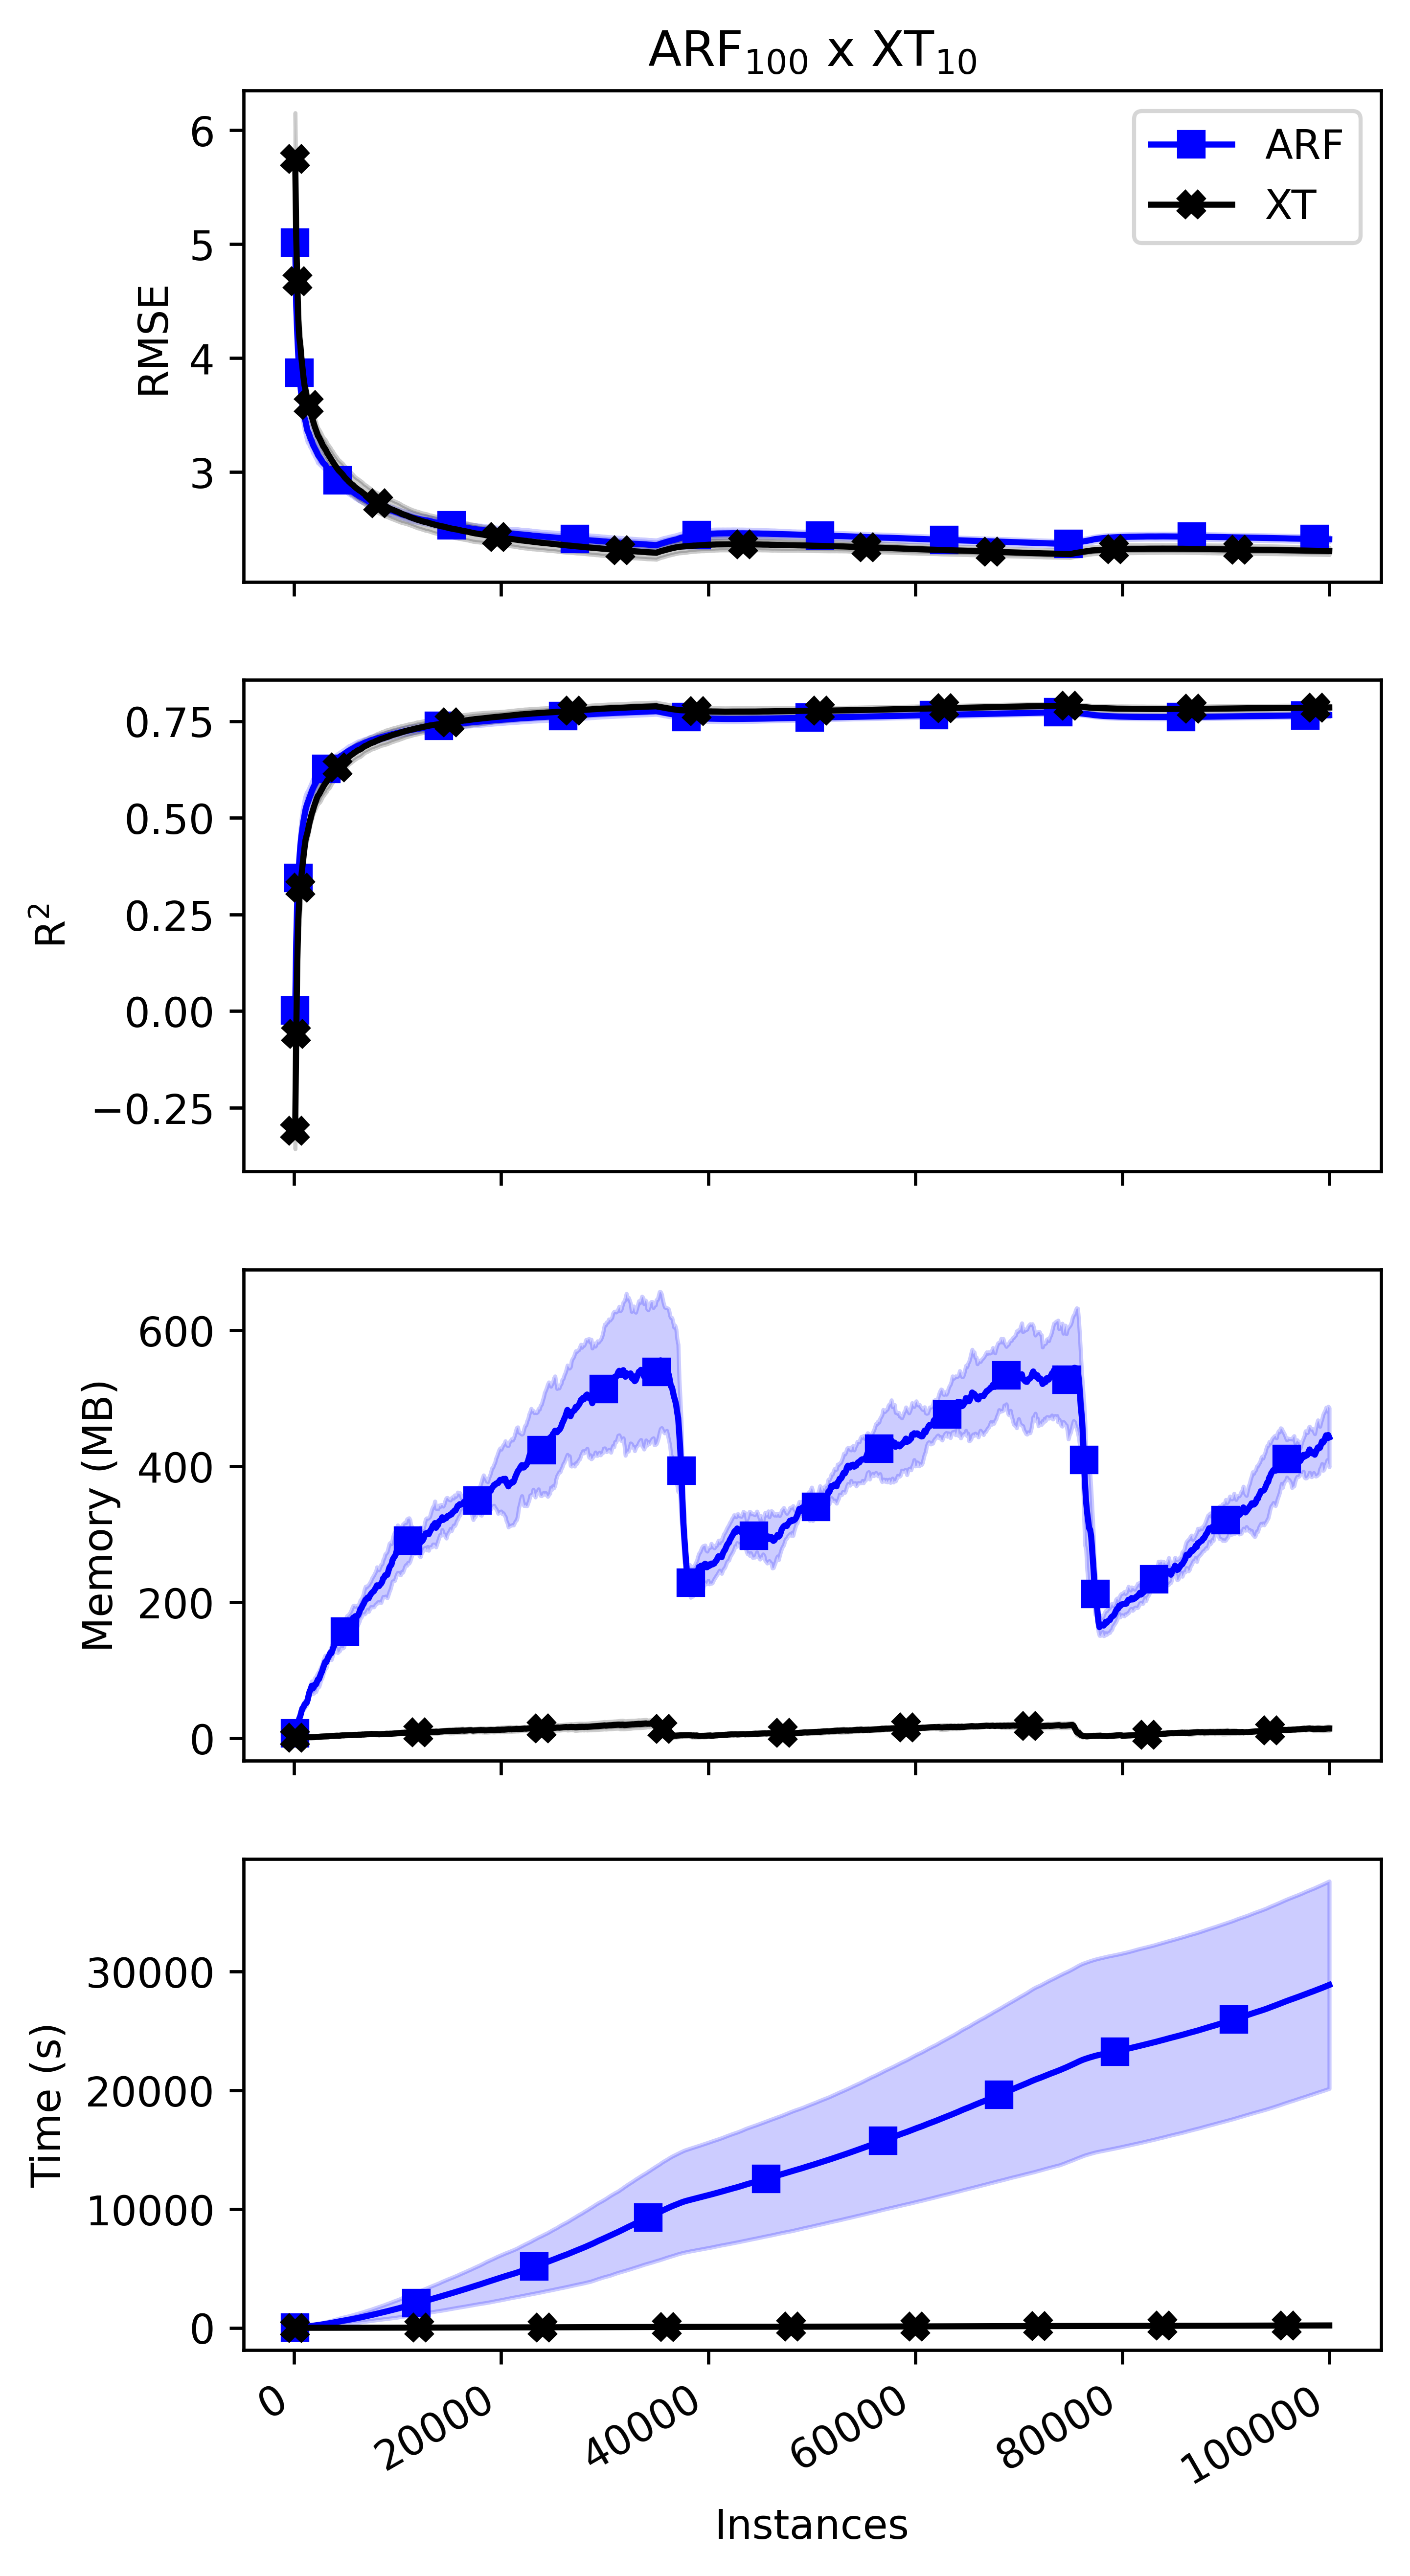 ARF₁₀₀ x XT₁₀
6
5
4
3
RMSE
ARF
XT
0.75
0.50
0.25
0.00
−0.25
R²
600
400
200
0
Memory (MB)
30000
20000
10000
0
Time (s)
0
20000
40000
60000
80000
100000
Instances